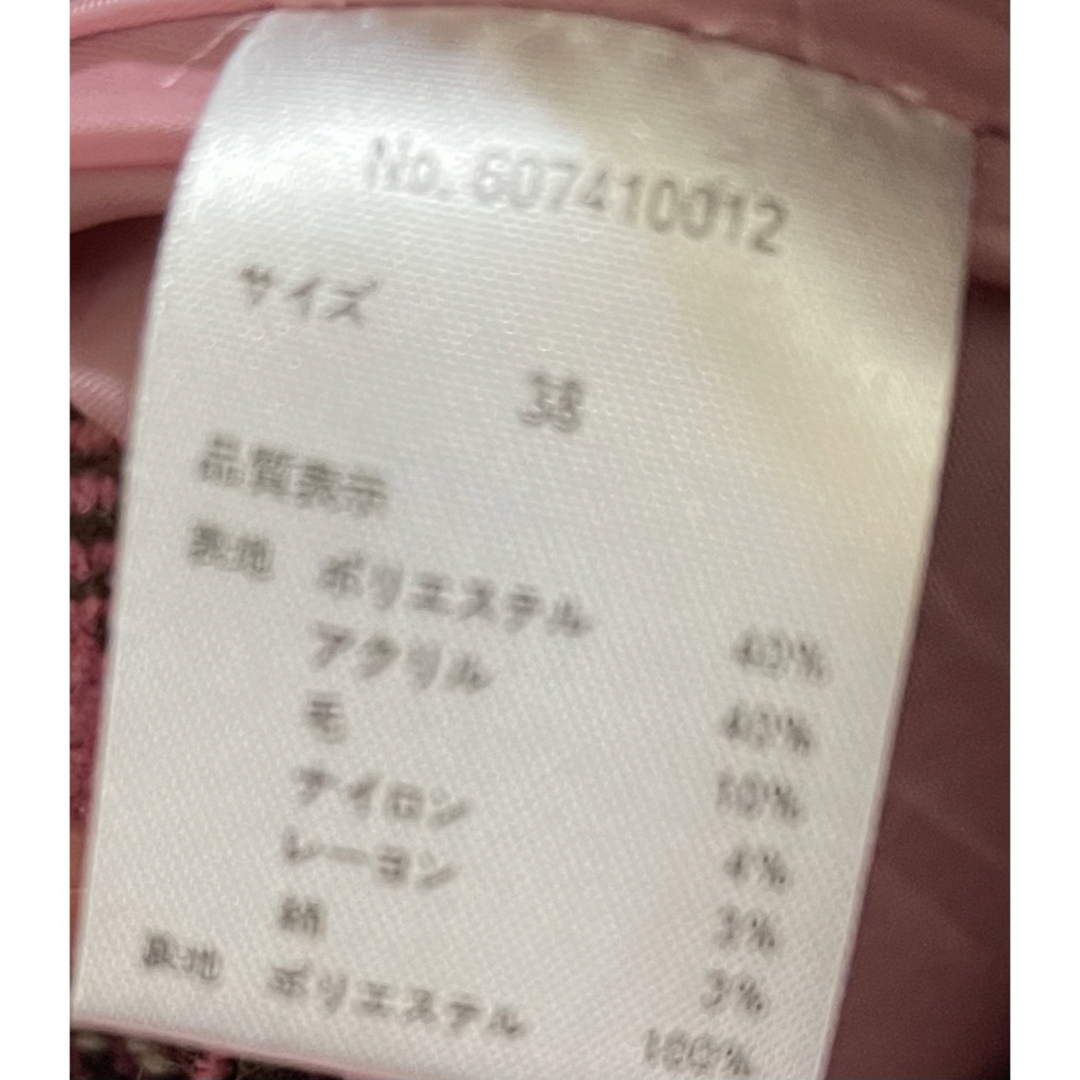 No. 607410012
サイズ
38
品質表示
表地 ポリエステル 40%
アクリル 40%
毛 10%
ナイロン 4%
レーヨン 3%
綿 3%
裏地 ポリエステル 100%